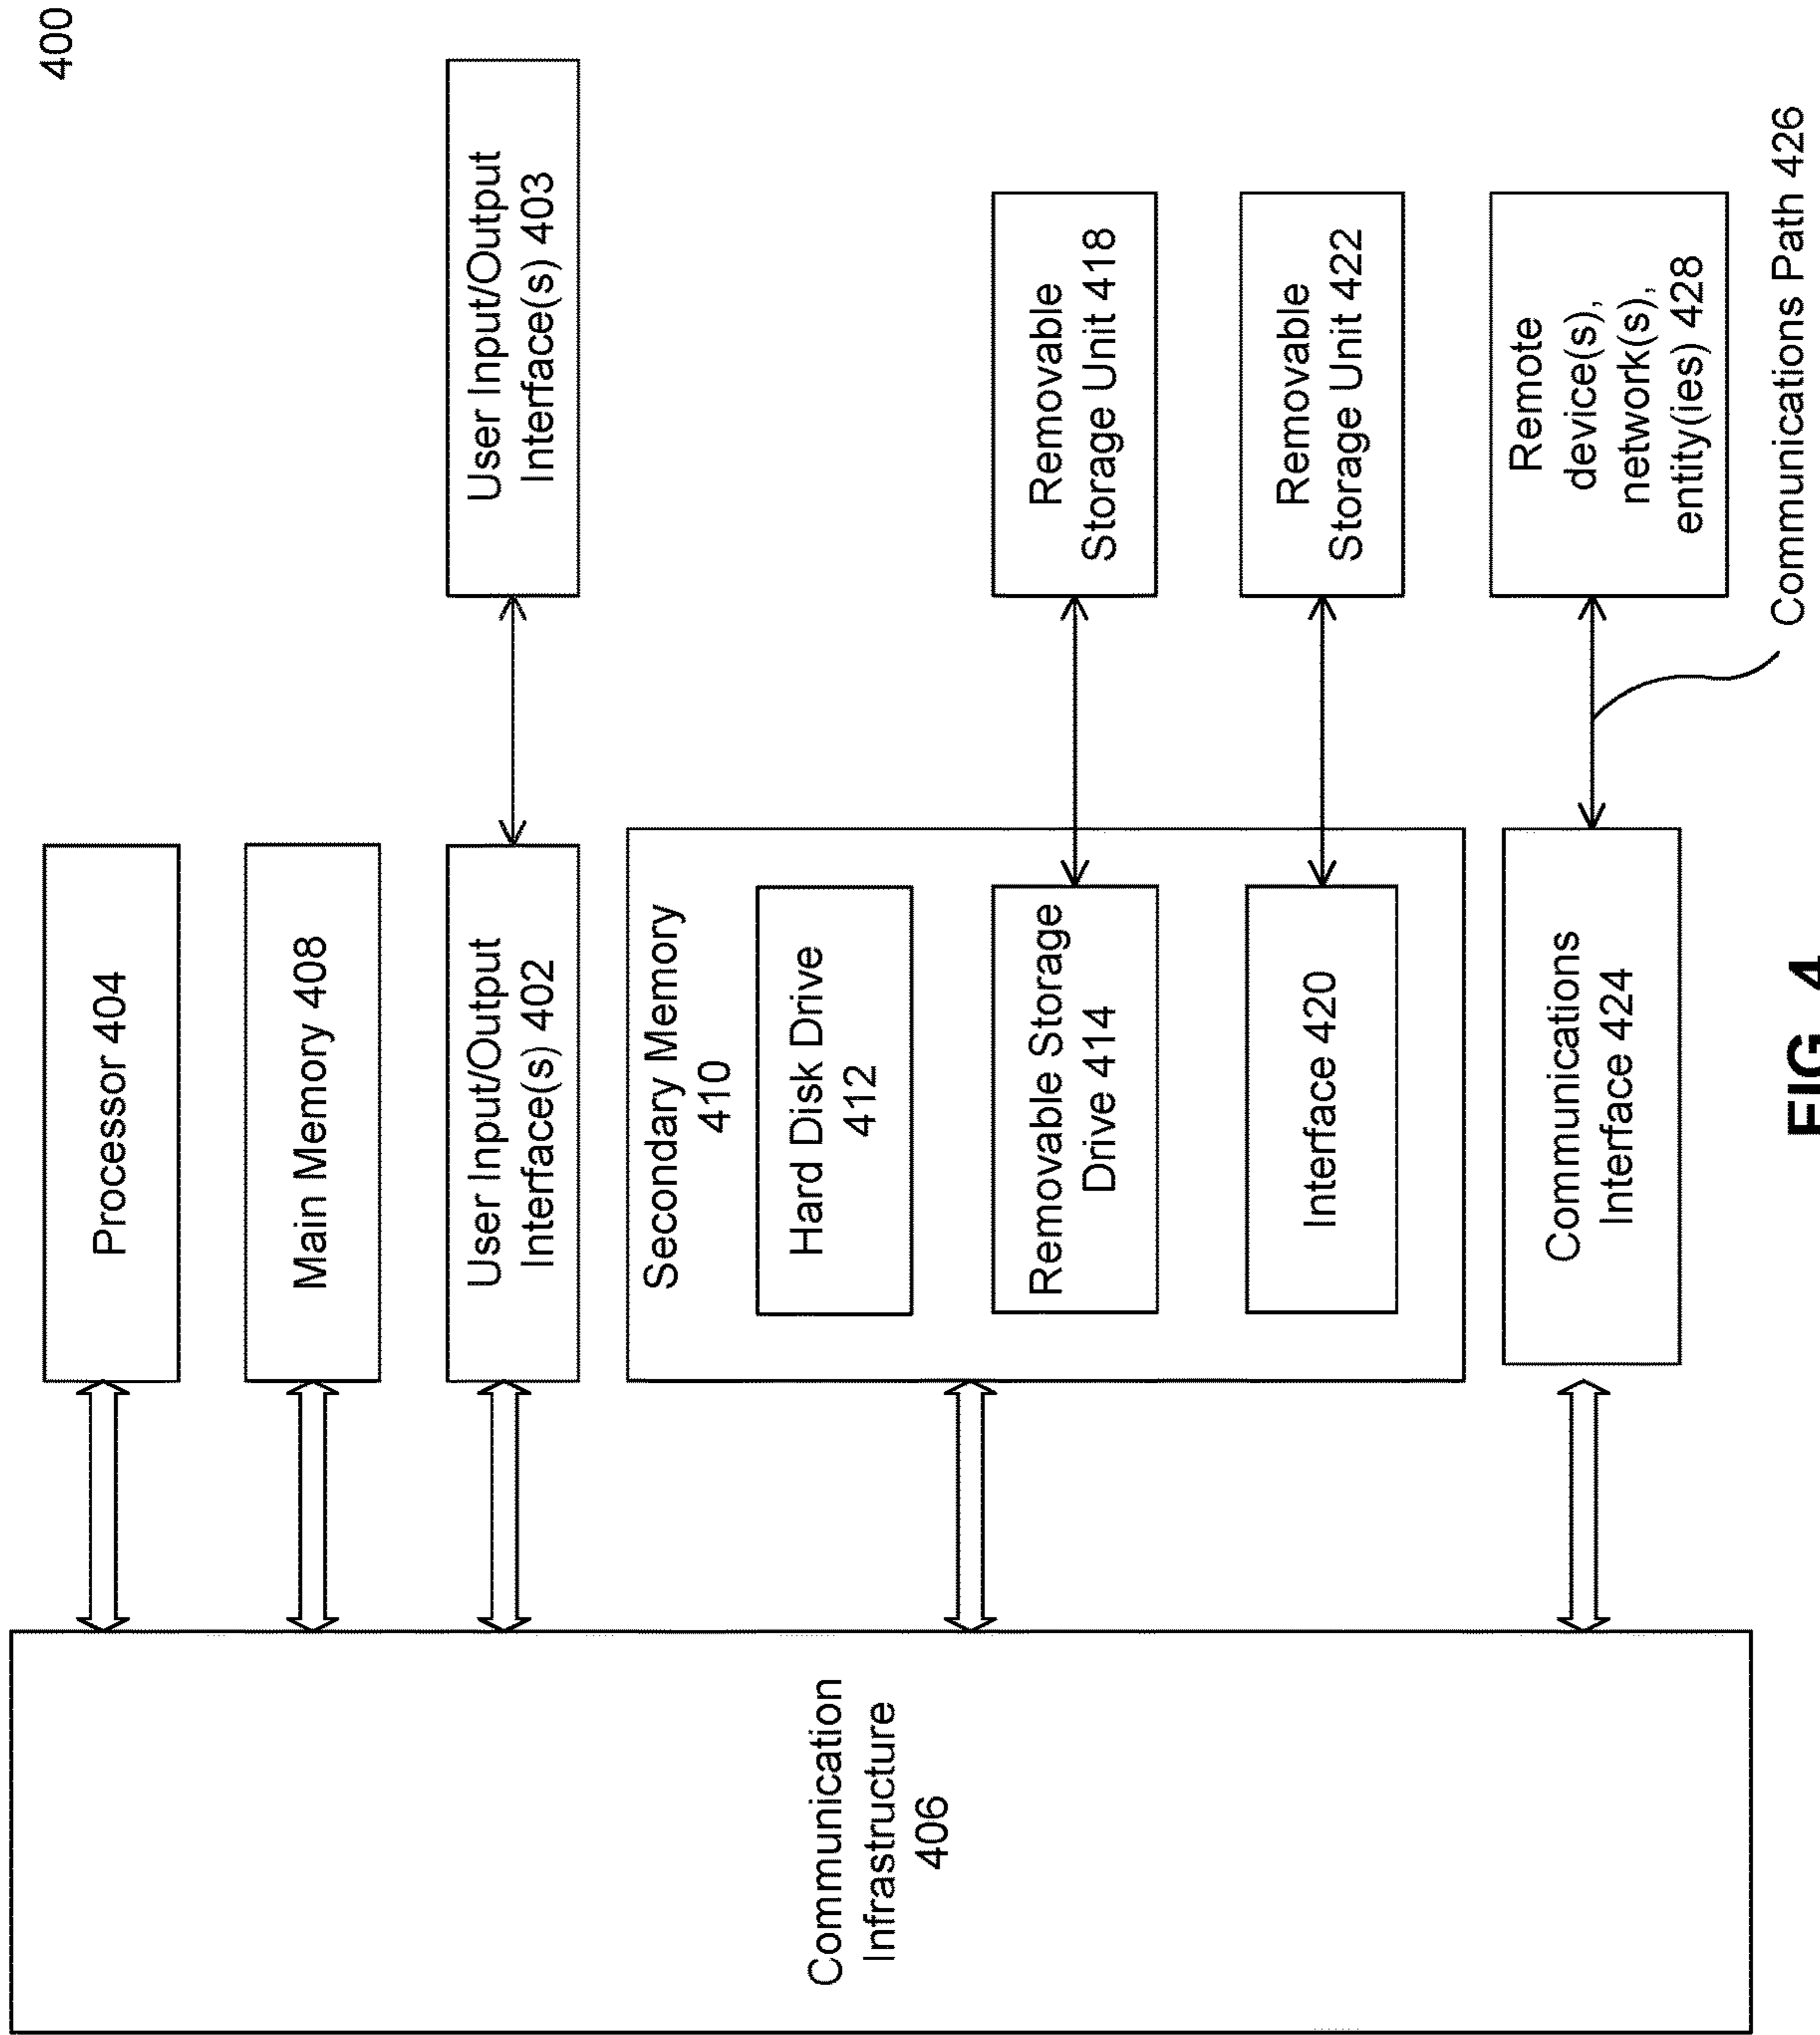 400
Processor 404
Main Memory 408
User Input/Output
Interface(s) 402
User Input/Output
Interface(s) 403
Communication
Infrastructure
406
Secondary Memory
410
Hard Disk Drive
412
Removable Storage
Drive 414
Removable
Storage Unit 418
Interface 420
Removable
Storage Unit 422
Communications
Interface 424
Remote
device(s),
network(s),
entity(ies) 428
Communications Path 426
FIG. 4